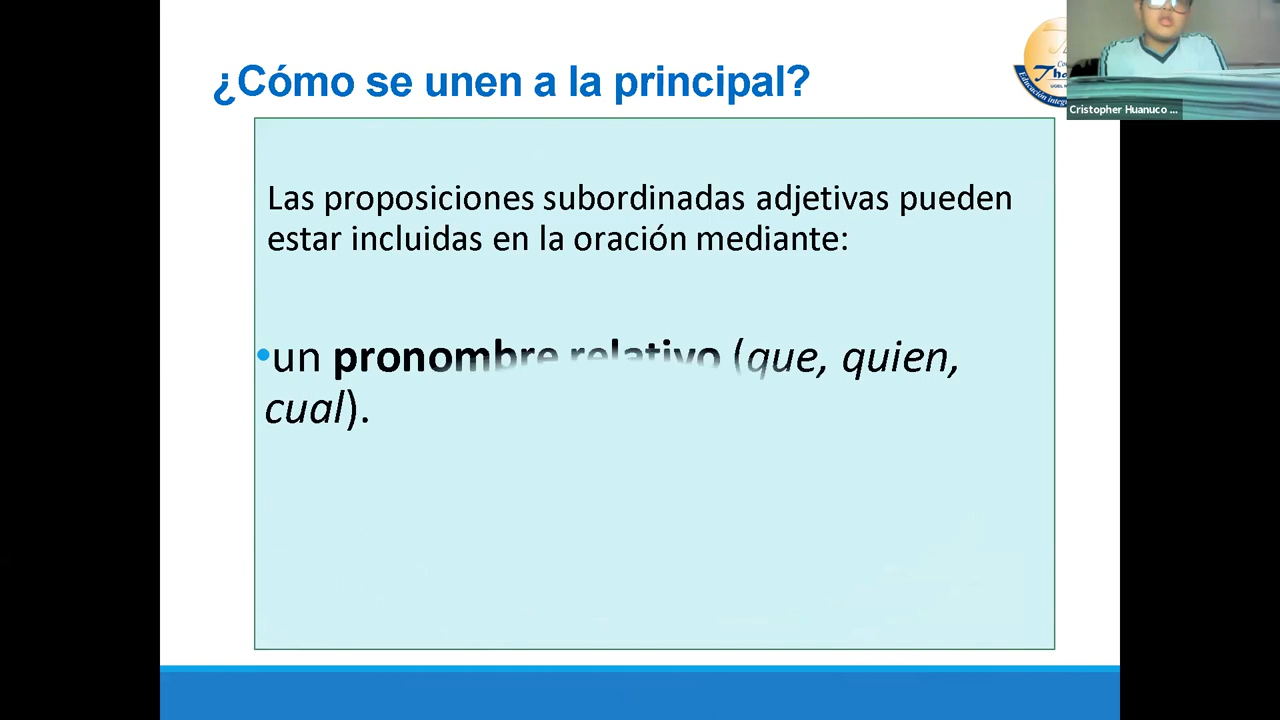 ¿Cómo se unen a la principal?
Cristopher Huanuco ...
Las proposiciones subordinadas adjetivas pueden
estar incluidas en la oración mediante:
•un pronombre relativo (que, quien,
cual).